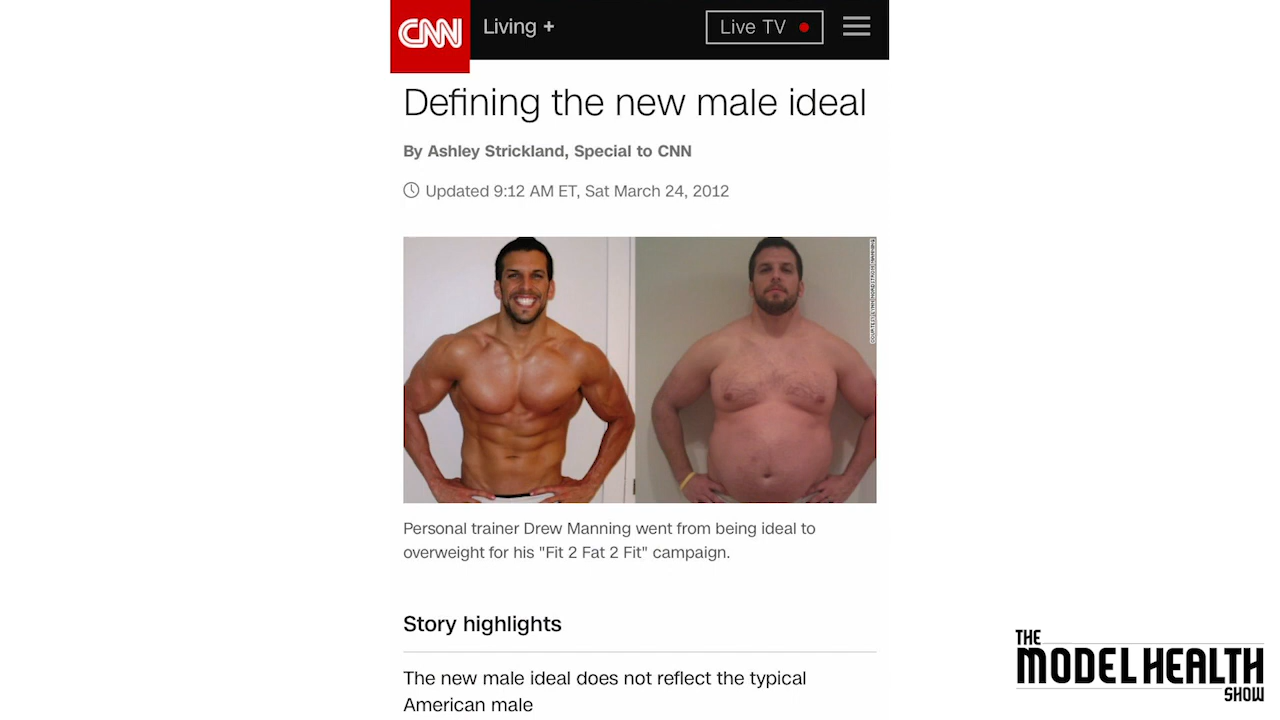 CNN
Living +
Live TV
Defining the new male ideal
By Ashley Strickland, Special to CNN
Updated 9:12 AM ET, Sat March 24, 2012
Personal trainer Drew Manning went from being ideal to
overweight for his "Fit 2 Fat 2 Fit" campaign.
Story highlights
The new male ideal does not reflect the typical
American male
THE
MODEL HEALTH
SHOW